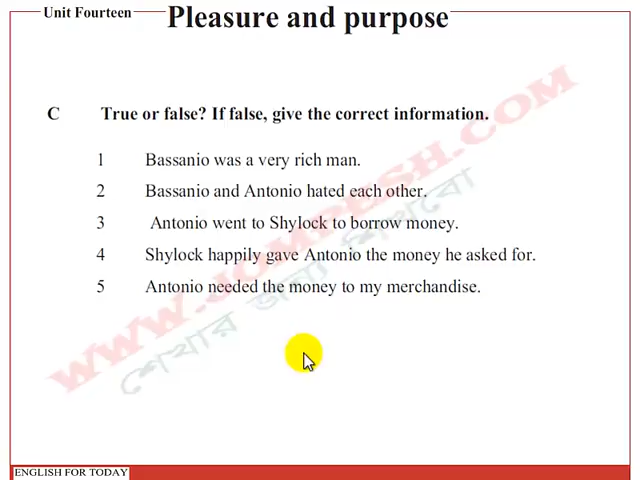 Unit Fourteen
Pleasure and purpose
C True or false? If false, give the correct information.
1 Bassanio was a very rich man.
2 Bassanio and Antonio hated each other.
3 Antonio went to Shylock to borrow money.
4 Shylock happily gave Antonio the money he asked for.
5 Antonio needed the money to my merchandise.
WWW.JOMPESH.COM
শেখার জন্য শেখাবো
ENGLISH FOR TODAY